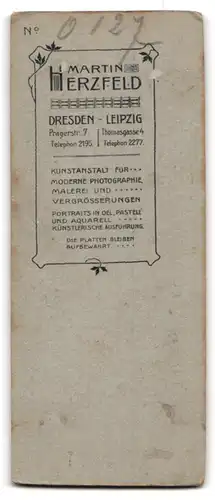 No 0127
MARTIN
HERZFELD
DRESDEN - LEIPZIG
Pragerstr. 7 Thomasgasse 4
Telephon 2195. Telephon 2277.
KUNSTANSTALT FÜR
MODERNE PHOTOGRAPHIE,
MALEREI UND
VERGRÖSSERUNGEN
PORTRAITS IN OEL, PASTELL
UND AQUARELL
KÜNSTLERISCHE AUSFÜHRUNG.
DIE PLATTEN BLEIBEN
AUFBEWAHRT